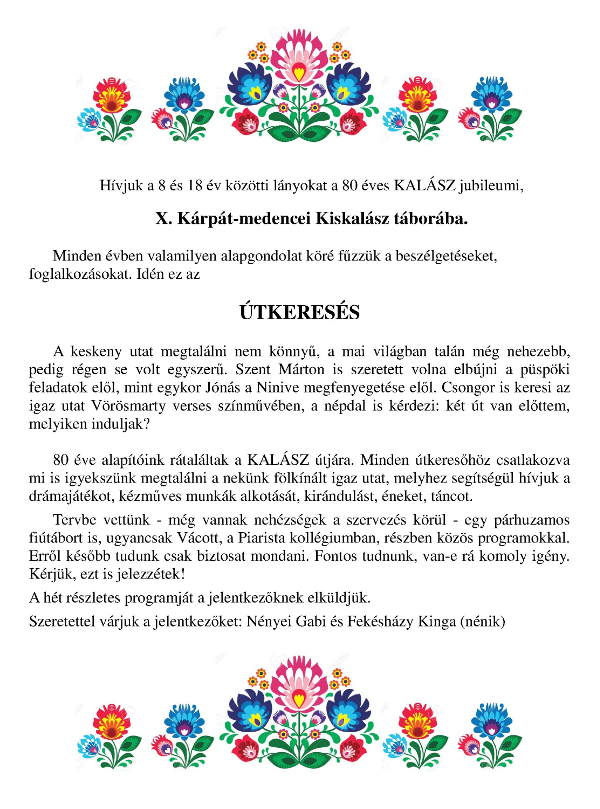 Hívjuk a 8 és 18 év közötti lányokat a 80 éves KALÁSZ jubileumi,
X. Kárpát-medencei Kiskalász táborába.
Minden évben valamilyen alapgondolat köré fűzzük a beszélgetéseket,
foglalkozásokat. Idén ez az
ÚTKERESÉS
A keskeny utat megtalálni nem könnyű, a mai világban talán még nehezebb,
pedig régen se volt egyszerű. Szent Márton is szeretett volna elbújni a püspöki
feladatok elől, mint egykor Jónás a Ninive megfenyegetése elől. Csongor is keresi az
igaz utat Vörösmarty verses színművében, a népdal is kérdezi: két út van előttem,
melyiken induljak?
80 éve alapítóink rátaláltak a KALÁSZ útjára. Minden útkeresőhöz csatlakozva
mi is igyekszünk megtalálni a nekünk fölkínált igaz utat, melyhez segítségül hívjuk a
drámajátékot, kézműves munkák alkotását, kirándulást, éneket, táncot.
Tervbe vettünk - még vannak nehézségek a szervezés körül - egy párhuzamos
fiútábort is, ugyancsak Vácott, a Piarista kollégiumban, részben közös programokkal.
Erről később tudunk csak biztosat mondani. Fontos tudnunk, van-e rá komoly igény.
Kérjük, ezt is jelezzétek!
A hét részletes programját a jelentkezőknek elküldjük.
Szeretettel várjuk a jelentkezőket: Nényei Gabi és Fekésházy Kinga (nénik)